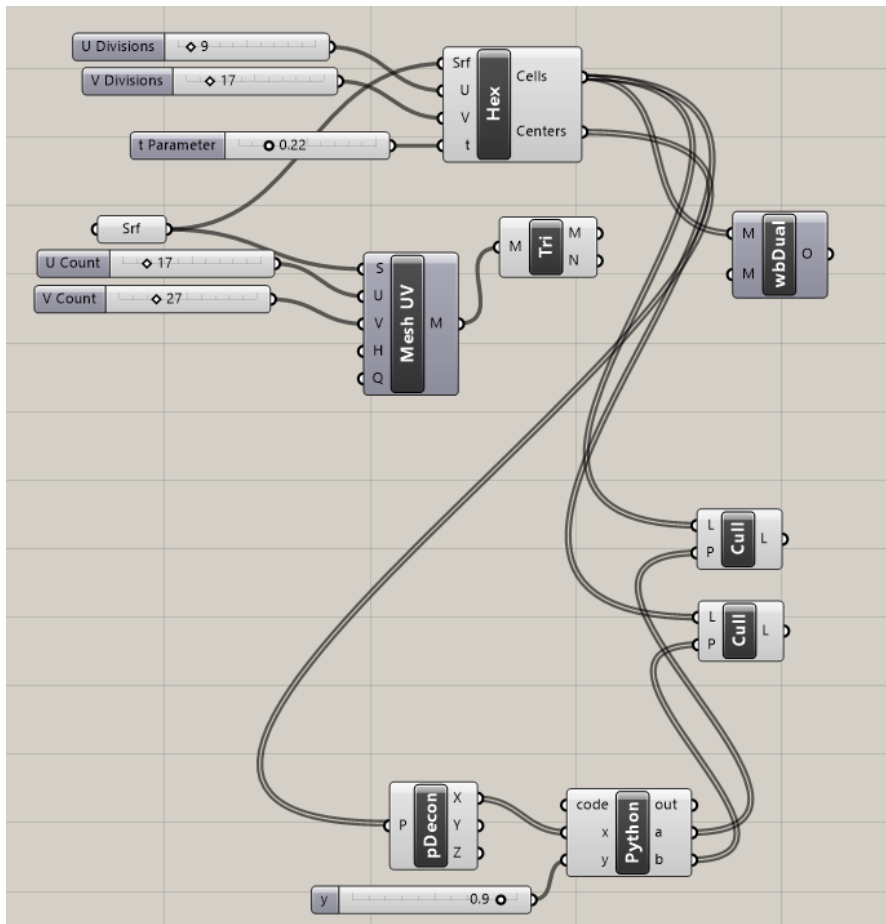 U Divisions 9
V Divisions 17
t Parameter 0.22
Srf
U
V
t
Hex
Cells
Centers
Srf
U Count 17
V Count 27
S
U
V
H
Q
Mesh UV
M
M
Tri
M
N
M
M
wbDual
O
L
P
Cull
L
L
P
Cull
L
P
pDecon
X
Y
Z
code
x
y
Python
out
a
b
y 0.9